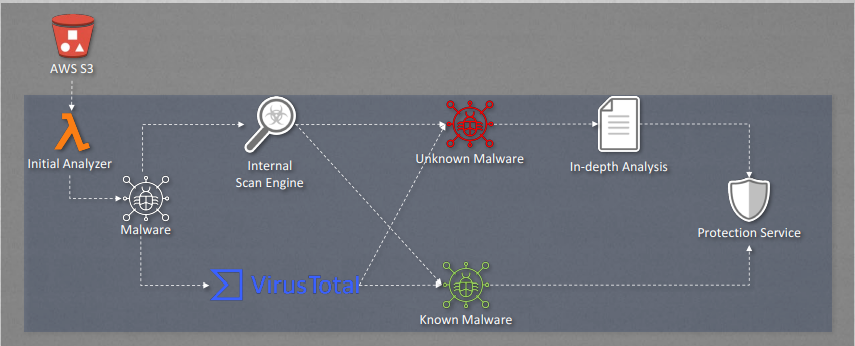 AWS S3
Initial Analyzer
Malware
Internal
Scan Engine
Unknown Malware
In-depth Analysis
Protection Service
VirusTotal
Known Malware